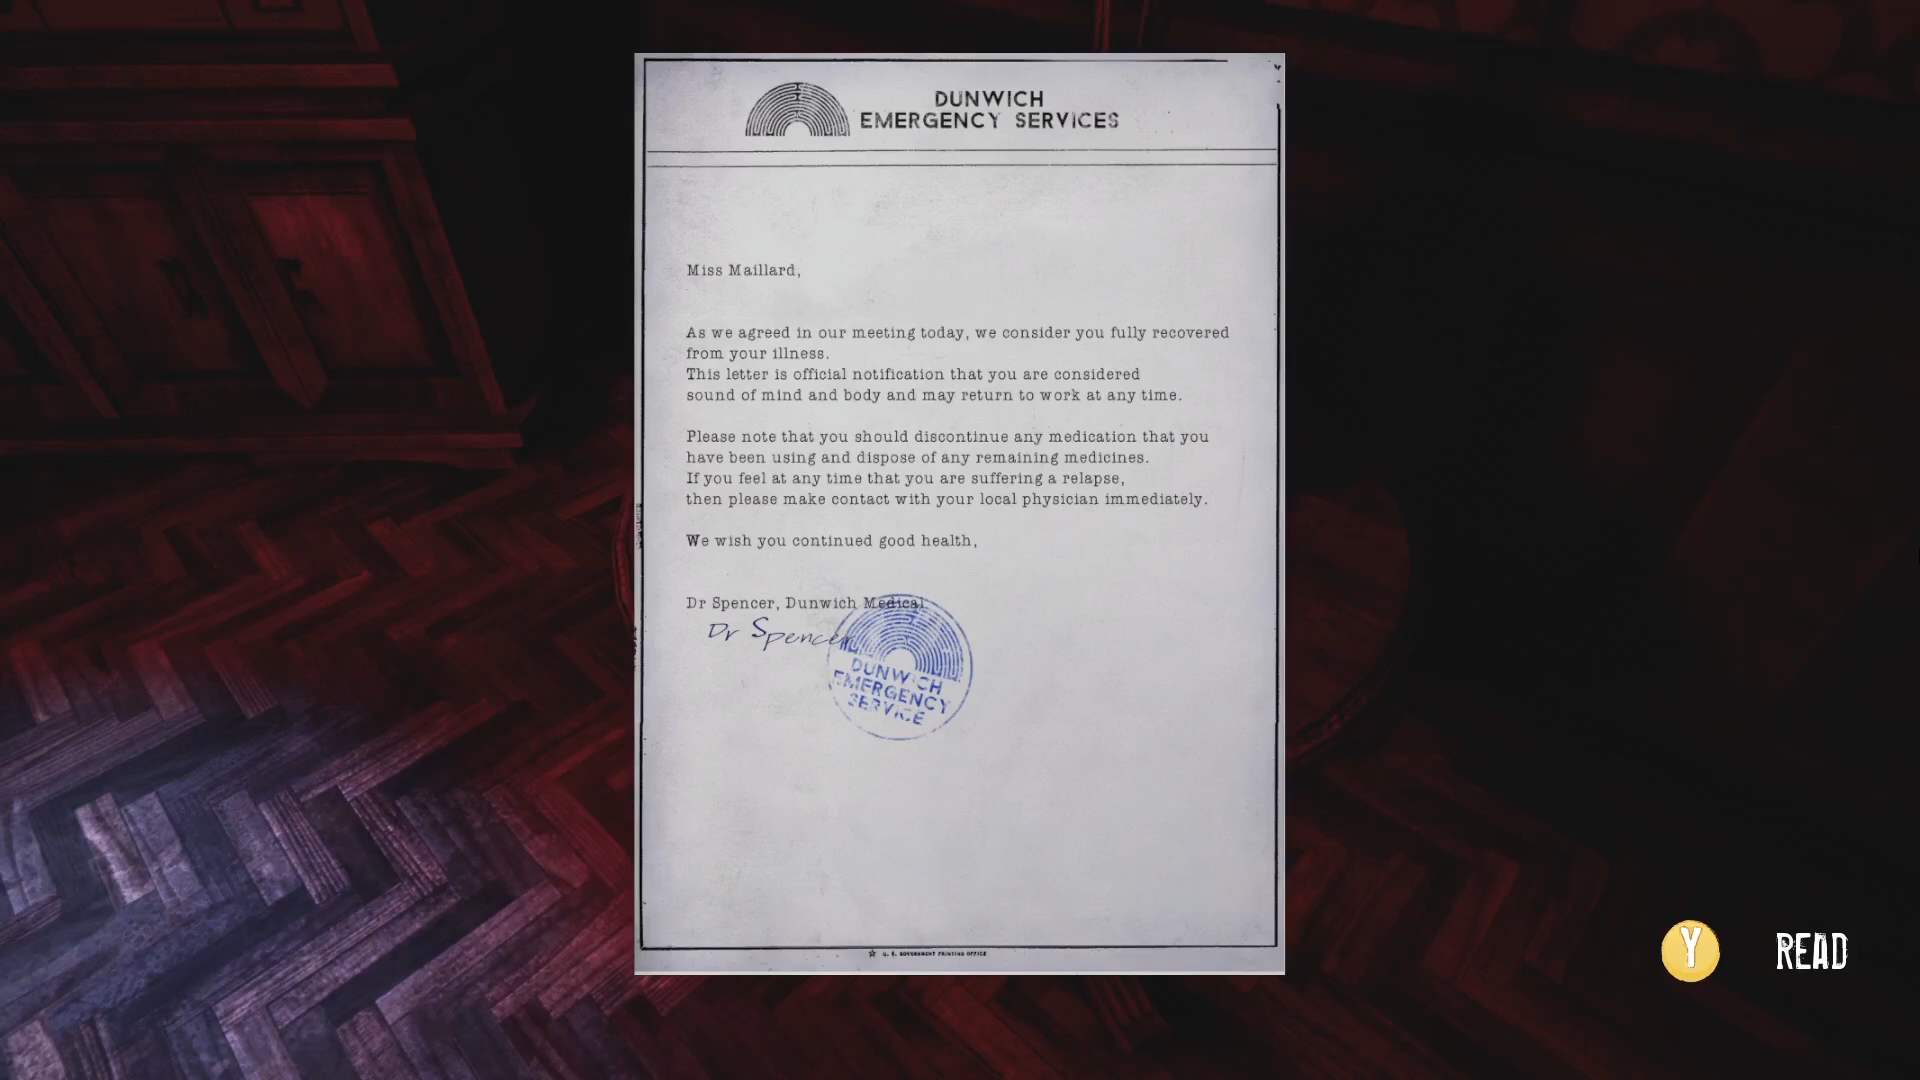 DUNWICH
EMERGENCY SERVICES
Miss Maillard,
As we agreed in our meeting today, we consider you fully recovered
from your illness.
This letter is official notification that you are considered
sound of mind and body and may return to work at any time.
Please note that you should discontinue any medication that you
have been using and dispose of any remaining medicines.
If you feel at any time that you are suffering a relapse,
then please make contact with your local physician immediately.
We wish you continued good health,
Dr Spencer, Dunwich Medical
Dr Spencer
DUNWICH
EMERGENCY
SERVICE
U. S. GOVERNMENT PRINTING OFFICE
Y READ